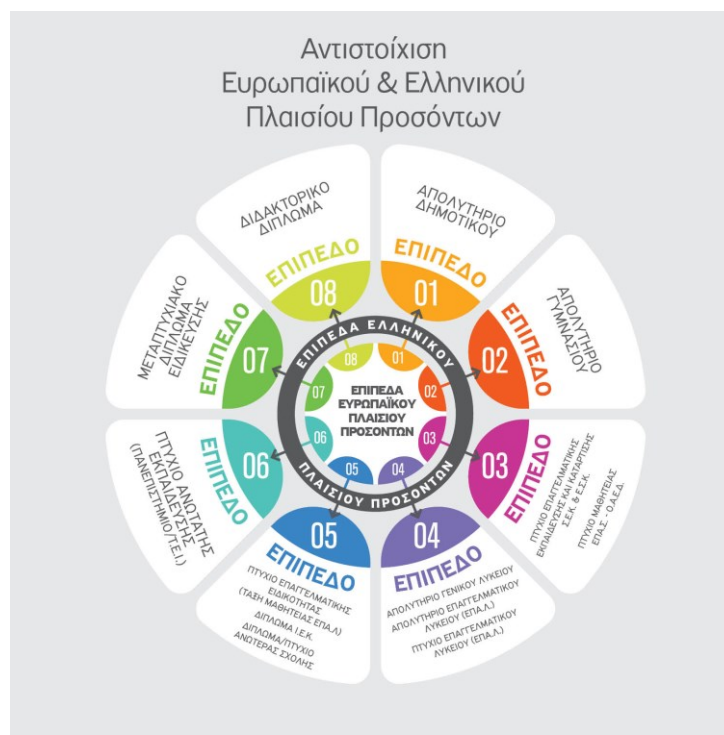 Αντιστοίχιση
Ευρωπαϊκού & Ελληνικού
Πλαισίου Προσόντων
ΑΠΟΛΥΤΗΡΙΟ
ΔΗΜΟΤΙΚΟΥ
ΕΠΙΠΕΔΟ
01
ΑΠΟΛΥΤΗΡΙΟ
ΓΥΜΝΑΣΙΟΥ
ΕΠΙΠΕΔΟ
02
ΠΤΥΧΙΟ ΕΠΑΓΓΕΛΜΑΤΙΚΗΣ
ΕΚΠΑΙΔΕΥΣΗΣ ΚΑΙ ΚΑΤΑΡΤΙΣΗΣ
Σ.Ε.Κ. & Ε.Σ.Κ.
ΠΤΥΧΙΟ ΜΑΘΗΤΕΙΑΣ
ΕΠΑ.Σ. - Ο.Α.Ε.Δ.
ΕΠΙΠΕΔΟ
03
04
ΕΠΙΠΕΔΟ
ΑΠΟΛΥΤΗΡΙΟ ΓΕΝΙΚΟΥ ΛΥΚΕΙΟΥ
ΑΠΟΛΥΤΗΡΙΟ ΕΠΑΓΓΕΛΜΑΤΙΚΟΥ
ΛΥΚΕΙΟΥ (ΕΠΑ.Λ.)
ΠΤΥΧΙΟ ΕΠΑΓΓΕΛΜΑΤΙΚΟΥ
ΛΥΚΕΙΟΥ (ΕΠΑ.Λ.)
05
ΕΠΙΠΕΔΟ
ΠΤΥΧΙΟ ΕΠΑΓΓΕΛΜΑΤΙΚΗΣ
ΕΙΔΙΚΟΤΗΤΑΣ
(ΤΑΞΗ ΜΑΘΗΤΕΙΑΣ ΕΠΑ.Λ)
ΔΙΠΛΩΜΑ Ι.Ε.Κ.
ΔΙΠΛΩΜΑ/ΠΤΥΧΙΟ
ΑΝΩΤΕΡΑΣ ΣΧΟΛΗΣ
06
ΕΠΙΠΕΔΟ
ΠΤΥΧΙΟ ΑΝΩΤΑΤΗΣ
ΕΚΠΑΙΔΕΥΣΗΣ
(ΠΑΝΕΠΙΣΤΗΜΙΟ/Τ.Ε.Ι.)
07
ΕΠΙΠΕΔΟ
ΜΕΤΑΠΤΥΧΙΑΚΟ
ΔΙΠΛΩΜΑ
ΕΙΔΙΚΕΥΣΗΣ
ΔΙΔΑΚΤΟΡΙΚΟ
ΔΙΠΛΩΜΑ
ΕΠΙΠΕΔΟ
08
ΕΠΙΠΕΔΑ ΕΛΛΗΝΙΚΟΥ
ΠΛΑΙΣΙΟΥ ΠΡΟΣΟΝΤΩΝ
01
02
03
04
05
06
07
08
ΕΠΙΠΕΔΑ
ΕΥΡΩΠΑΪΚΟΥ
ΠΛΑΙΣΙΟΥ
ΠΡΟΣΟΝΤΩΝ